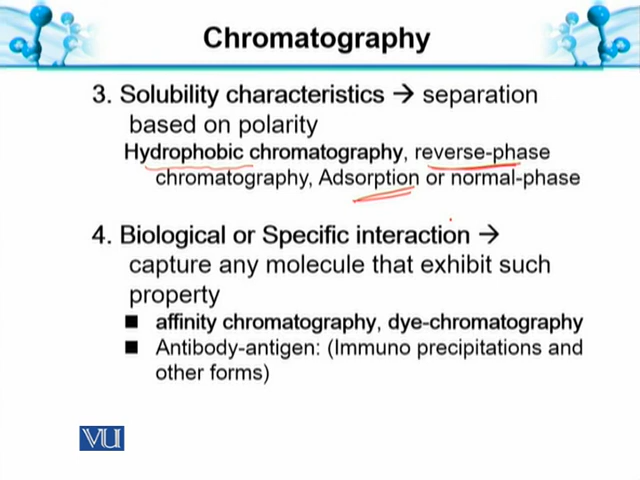 Chromatography
3. Solubility characteristics → separation
based on polarity
Hydrophobic chromatography, reverse-phase
chromatography, Adsorption or normal-phase
4. Biological or Specific interaction →
capture any molecule that exhibit such
property
■ affinity chromatography, dye-chromatography
■ Antibody-antigen: (Immuno precipitations and
other forms)
VU